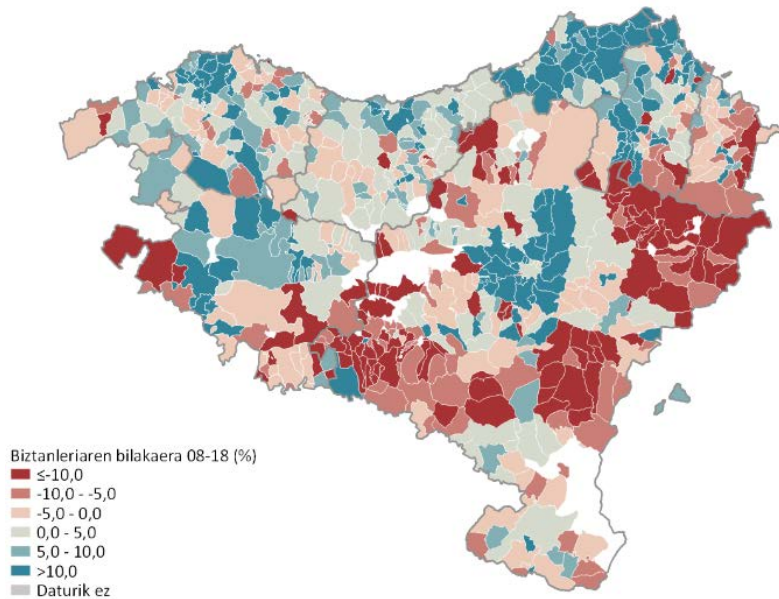 Biztanleriaren bilakaera 08-18 (%)
≤-10,0
-10,0 - -5,0
-5,0 - 0,0
0,0 - 5,0
5,0 - 10,0
>10,0
Daturik ez